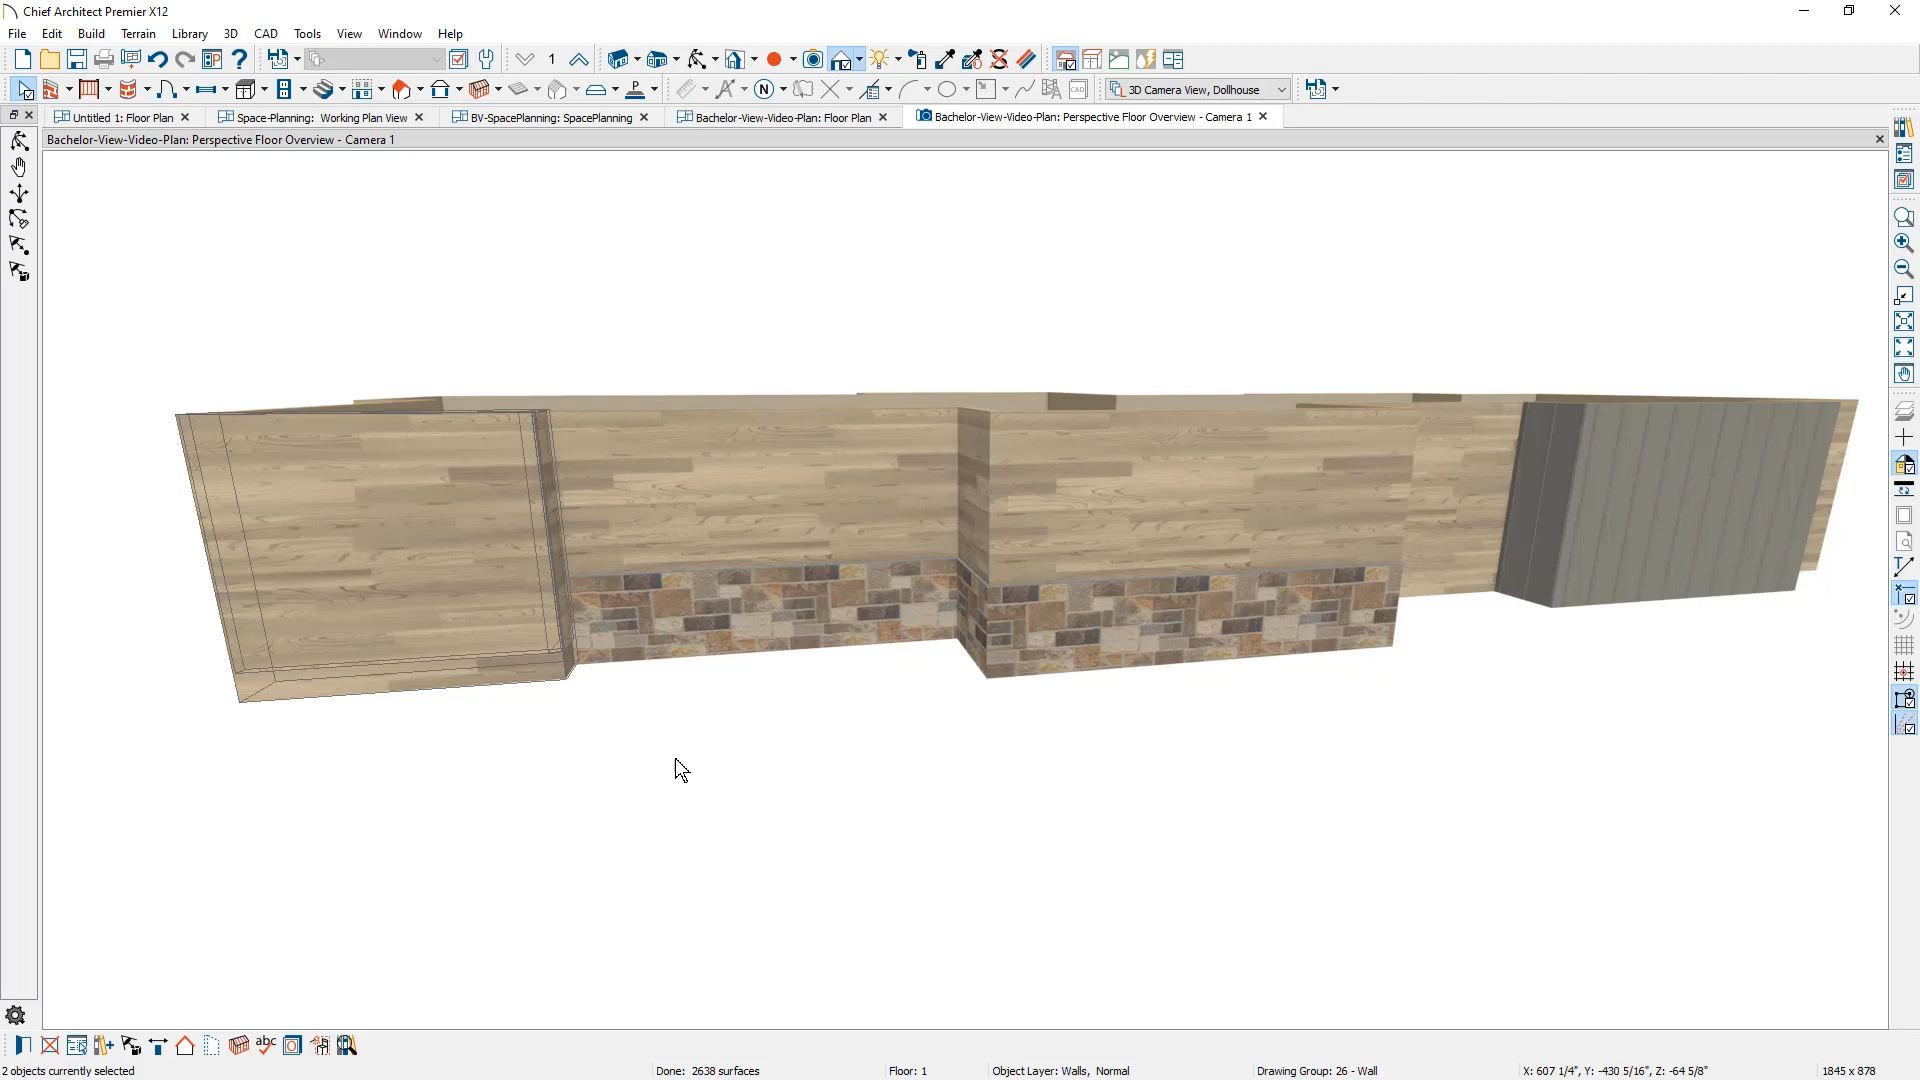 Chief Architect Premier X12
File Edit Build Terrain Library 3D CAD Tools View Window Help
1
N
P
CAD
3D Camera View, Dollhouse
Untitled 1: Floor Plan
Space-Planning: Working Plan View
BV-SpacePlanning: SpacePlanning
Bachelor-View-Video-Plan: Floor Plan
Bachelor-View-Video-Plan: Perspective Floor Overview - Camera 1
Bachelor-View-Video-Plan: Perspective Floor Overview - Camera 1
abc
2 objects currently selected
Done: 2638 surfaces
Floor: 1
Object Layer: Walls, Normal
Drawing Group: 26 - Wall
X: 607 1/4", Y: -430 5/16", Z: -64 5/8"
1845 x 878